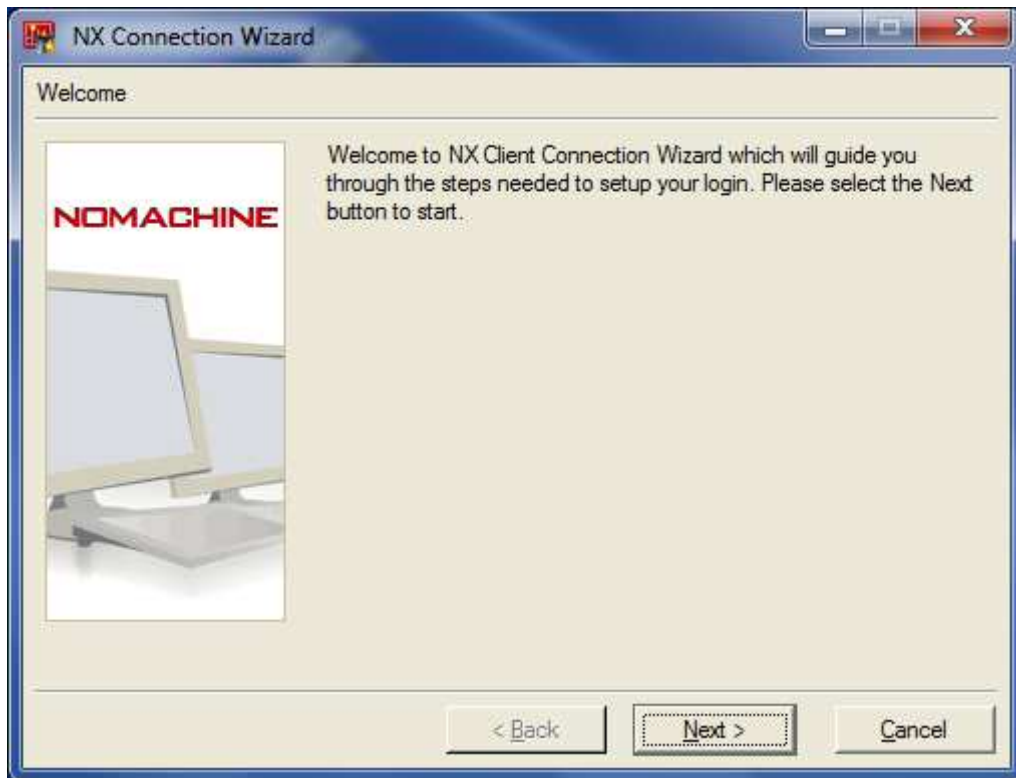 NX Connection Wizard
Welcome
NOMACHINE
Welcome to NX Client Connection Wizard which will guide you
through the steps needed to setup your login. Please select the Next
button to start.
< Back
Next >
Cancel